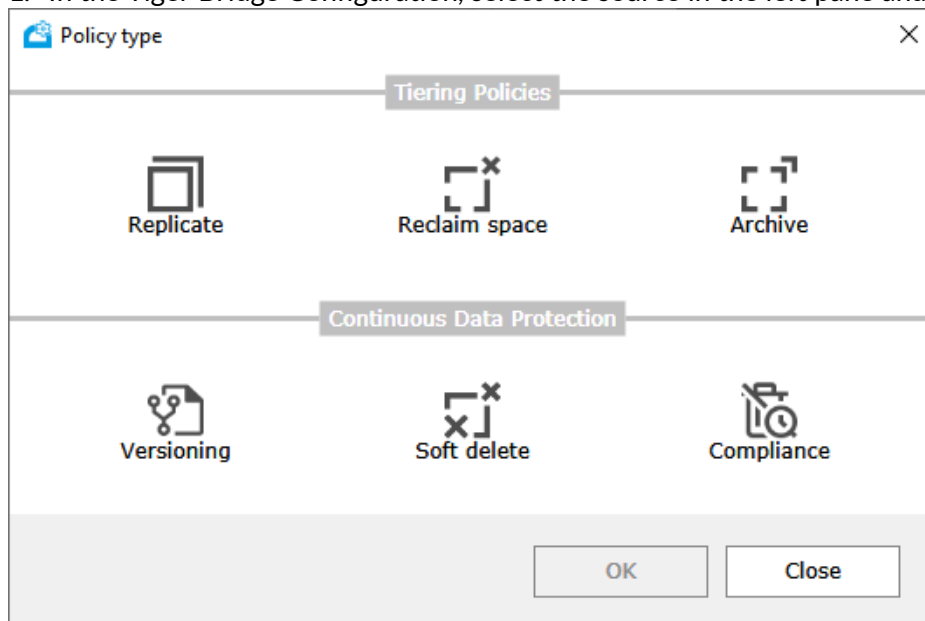 In the Tiger Bridge Configuration, select the source in the left pane and
Policy type
Tiering Policies
Replicate Reclaim space Archive
Continuous Data Protection
Versioning Soft delete Compliance
OK Close